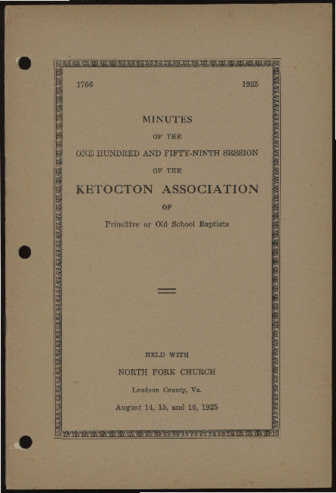 1766 1925
MINUTES
OF THE
ONE HUNDRED AND FIFTY-NINTH SESSION
OF THE
KETOCTON ASSOCIATION
OF
Primitive or Old School Baptists
HELD WITH
NORTH FORK CHURCH
Loudoun County, Va.
August 14, 15, and 16, 1925